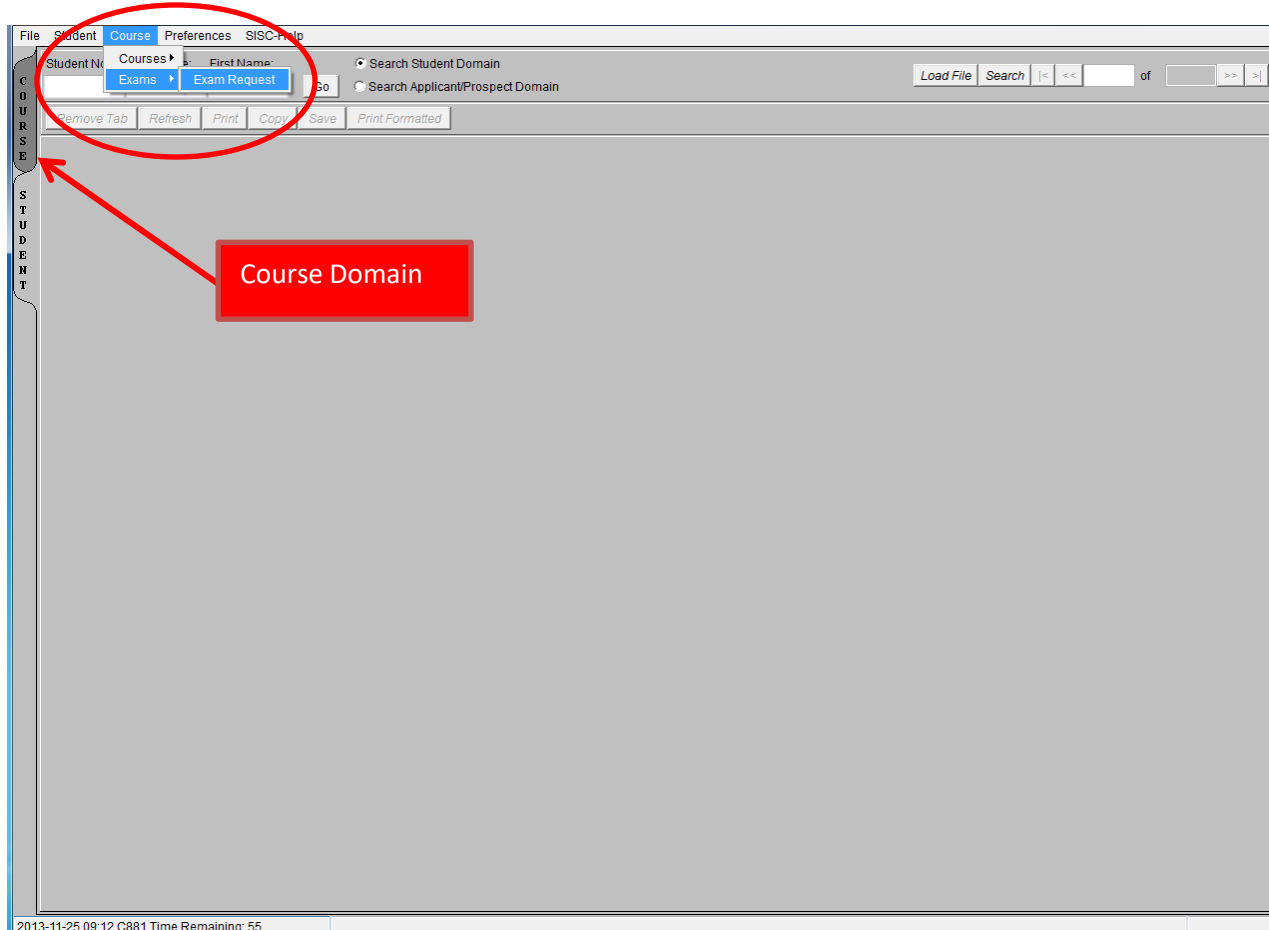 File Student Course Preferences SISC-Help
Courses
Student No e: First Name: Search Student Domain
Exams Exam Request
Go Search Applicant/Prospect Domain
Load File Search |< << of >> >|
Remove Tab Refresh Print Copy Save Print Formatted
COURSE
STUDENT
Course Domain
2013-11-25 09:12 C881 Time Remaining: 55